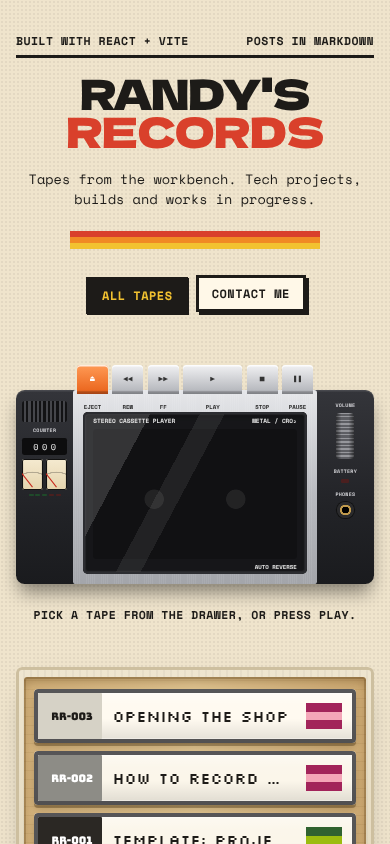 BUILT WITH REACT + VITE
POSTS IN MARKDOWN
RANDY'S
RECORDS
Tapes from the workbench. Tech projects,
builds and works in progress.
ALL TAPES
CONTACT ME
EJECT REW FF PLAY STOP PAUSE
COUNTER
000
STEREO CASSETTE PLAYER
METAL / CrO₂
AUTO REVERSE
VOLUME
BATTERY
PHONES
PICK A TAPE FROM THE DRAWER, OR PRESS PLAY.
RR-003 OPENING THE SHOP
RR-002 HOW TO RECORD ...
RR-001 TEMPLATE: PROJE